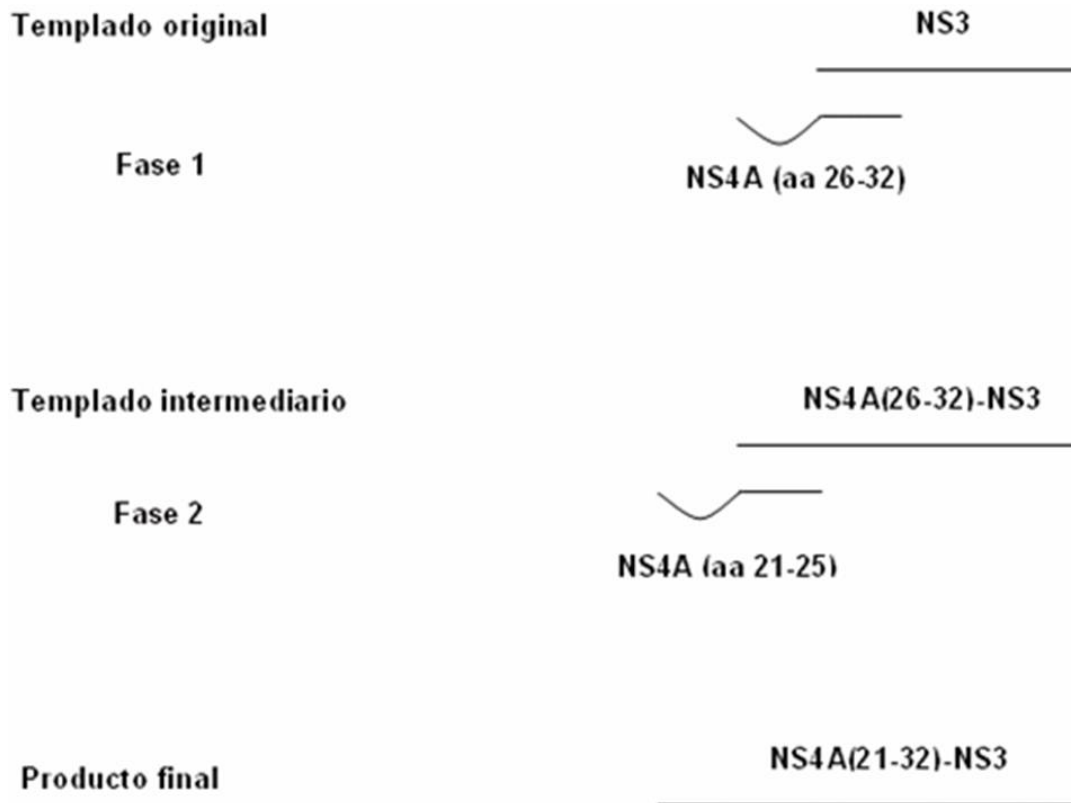 Templado original
NS3
Fase 1
NS4A (aa 26-32)
Templado intermediario
NS4A(26-32)-NS3
Fase 2
NS4A (aa 21-25)
NS4A(21-32)-NS3
Producto final